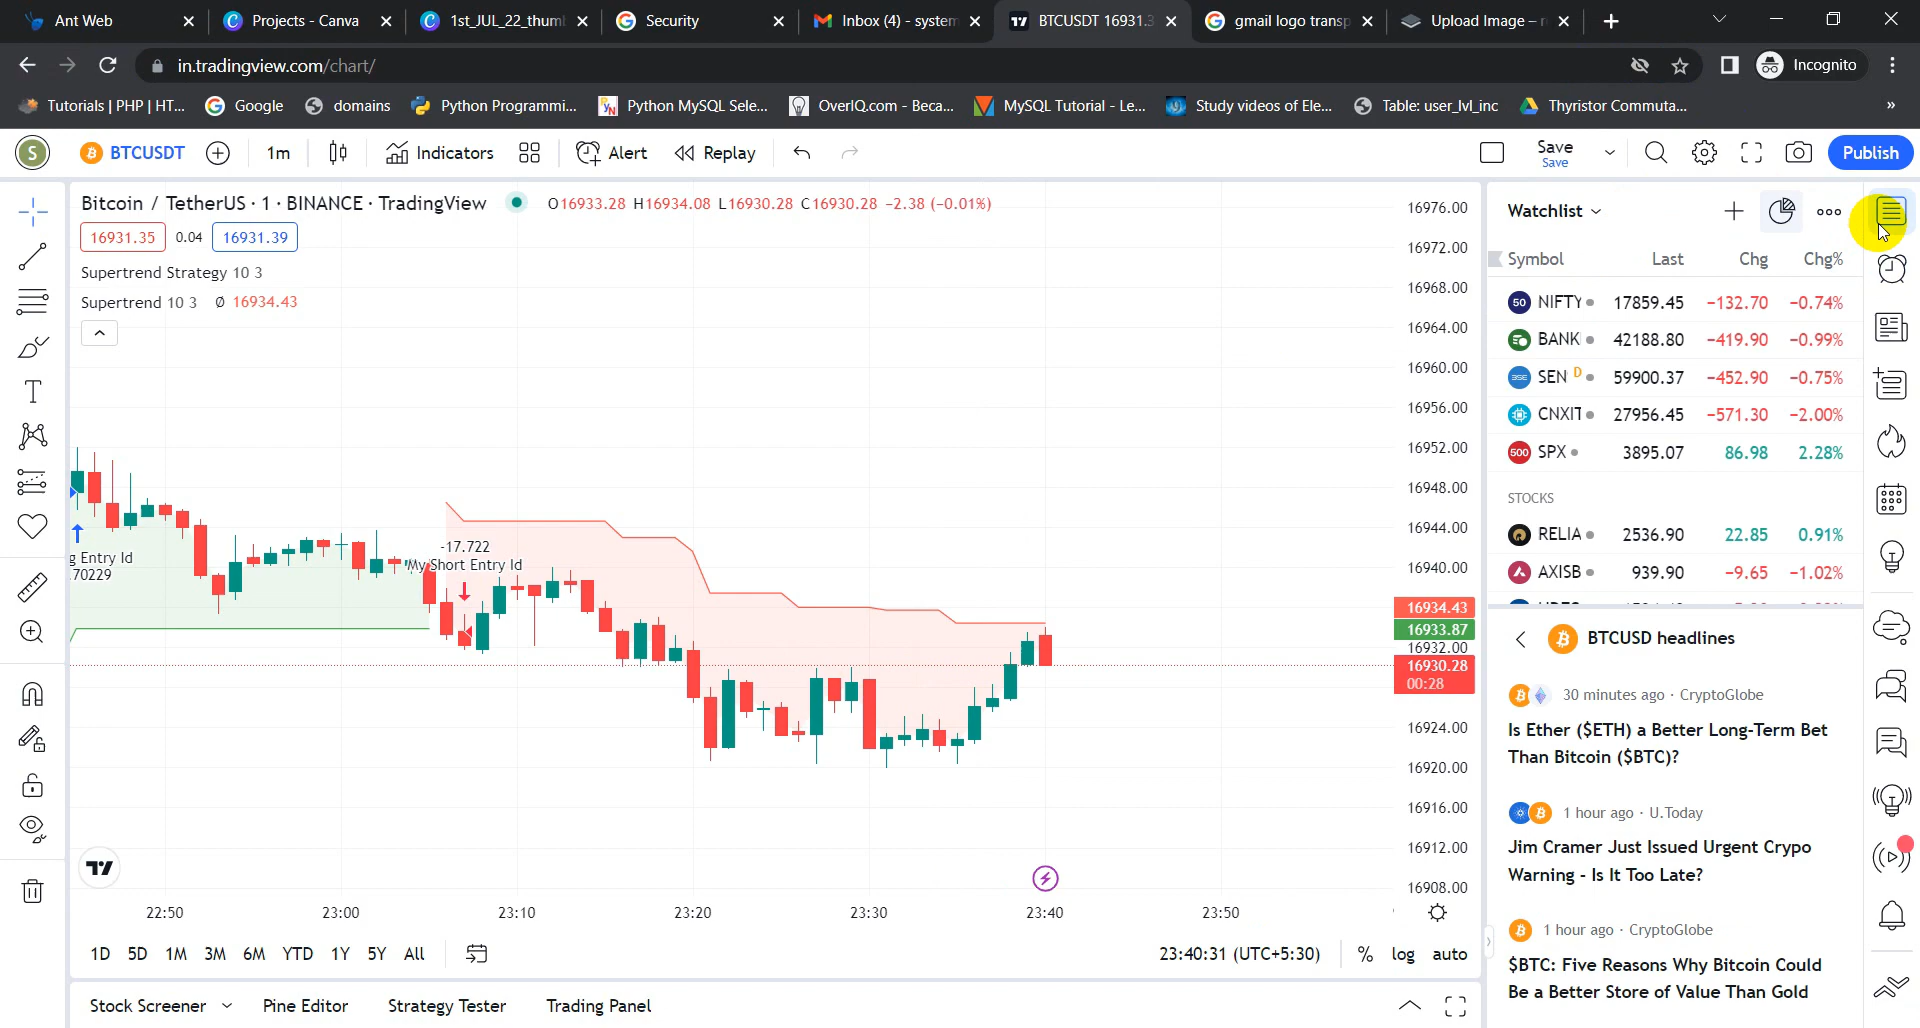 Ant Web
Projects - Canva
1st_JUL_22_thum
Security
Inbox (4) - system
BTCUSDT 16931.3
gmail logo transp
Upload Image –
in.tradingview.com/chart/
Incognito
Tutorials | PHP | HT...
Google
domains
Python Programmi...
Python MySQL Sele...
OverIQ.com - Beca...
MySQL Tutorial - Le...
Study videos of Ele...
Table: user_lvl_inc
Thyristor Commuta...
»
S
BTCUSDT
1m
Indicators
Alert
Replay
Save
Save
Publish
Bitcoin / TetherUS · 1 · BINANCE · TradingView
O16933.28 H16934.08 L16930.28 C16930.28 −2.38 (−0.01%)
16931.35 0.04 16931.39
Supertrend Strategy 10 3
Supertrend 10 3 Ø 16934.43
-17.722
My Short Entry Id
g Entry Id
70229
16976.00
16972.00
16968.00
16964.00
16960.00
16956.00
16952.00
16948.00
16944.00
16940.00
16934.43
16933.87
16932.00
16930.28
00:28
16924.00
16920.00
16916.00
16912.00
16908.00
22:50 23:00 23:10 23:20 23:30 23:40 23:50
1D 5D 1M 3M 6M YTD 1Y 5Y All
23:40:31 (UTC+5:30) % log auto
Stock Screener Pine Editor Strategy Tester Trading Panel
Watchlist
Symbol Last Chg Chg%
50 NIFTY 17859.45 −132.70 −0.74%
BANK 42188.80 −419.90 −0.99%
BSE SEN D 59900.37 −452.90 −0.75%
CNXIT 27956.45 −571.30 −2.00%
500 SPX 3895.07 86.98 2.28%
STOCKS
RELIA 2536.90 22.85 0.91%
AXISB 939.90 −9.65 −1.02%
BTCUSD headlines
30 minutes ago · CryptoGlobe
Is Ether ($ETH) a Better Long-Term Bet
Than Bitcoin ($BTC)?
1 hour ago · U.Today
Jim Cramer Just Issued Urgent Crypo
Warning - Is It Too Late?
1 hour ago · CryptoGlobe
$BTC: Five Reasons Why Bitcoin Could
Be a Better Store of Value Than Gold